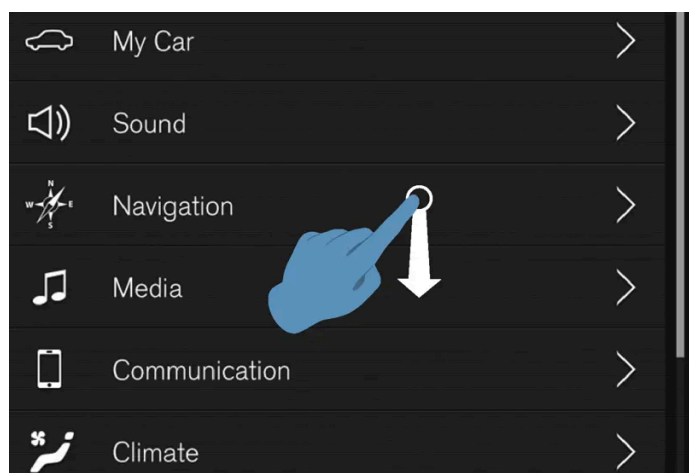 My Car
Sound
N
W E
S
Navigation
Media
Communication
Climate